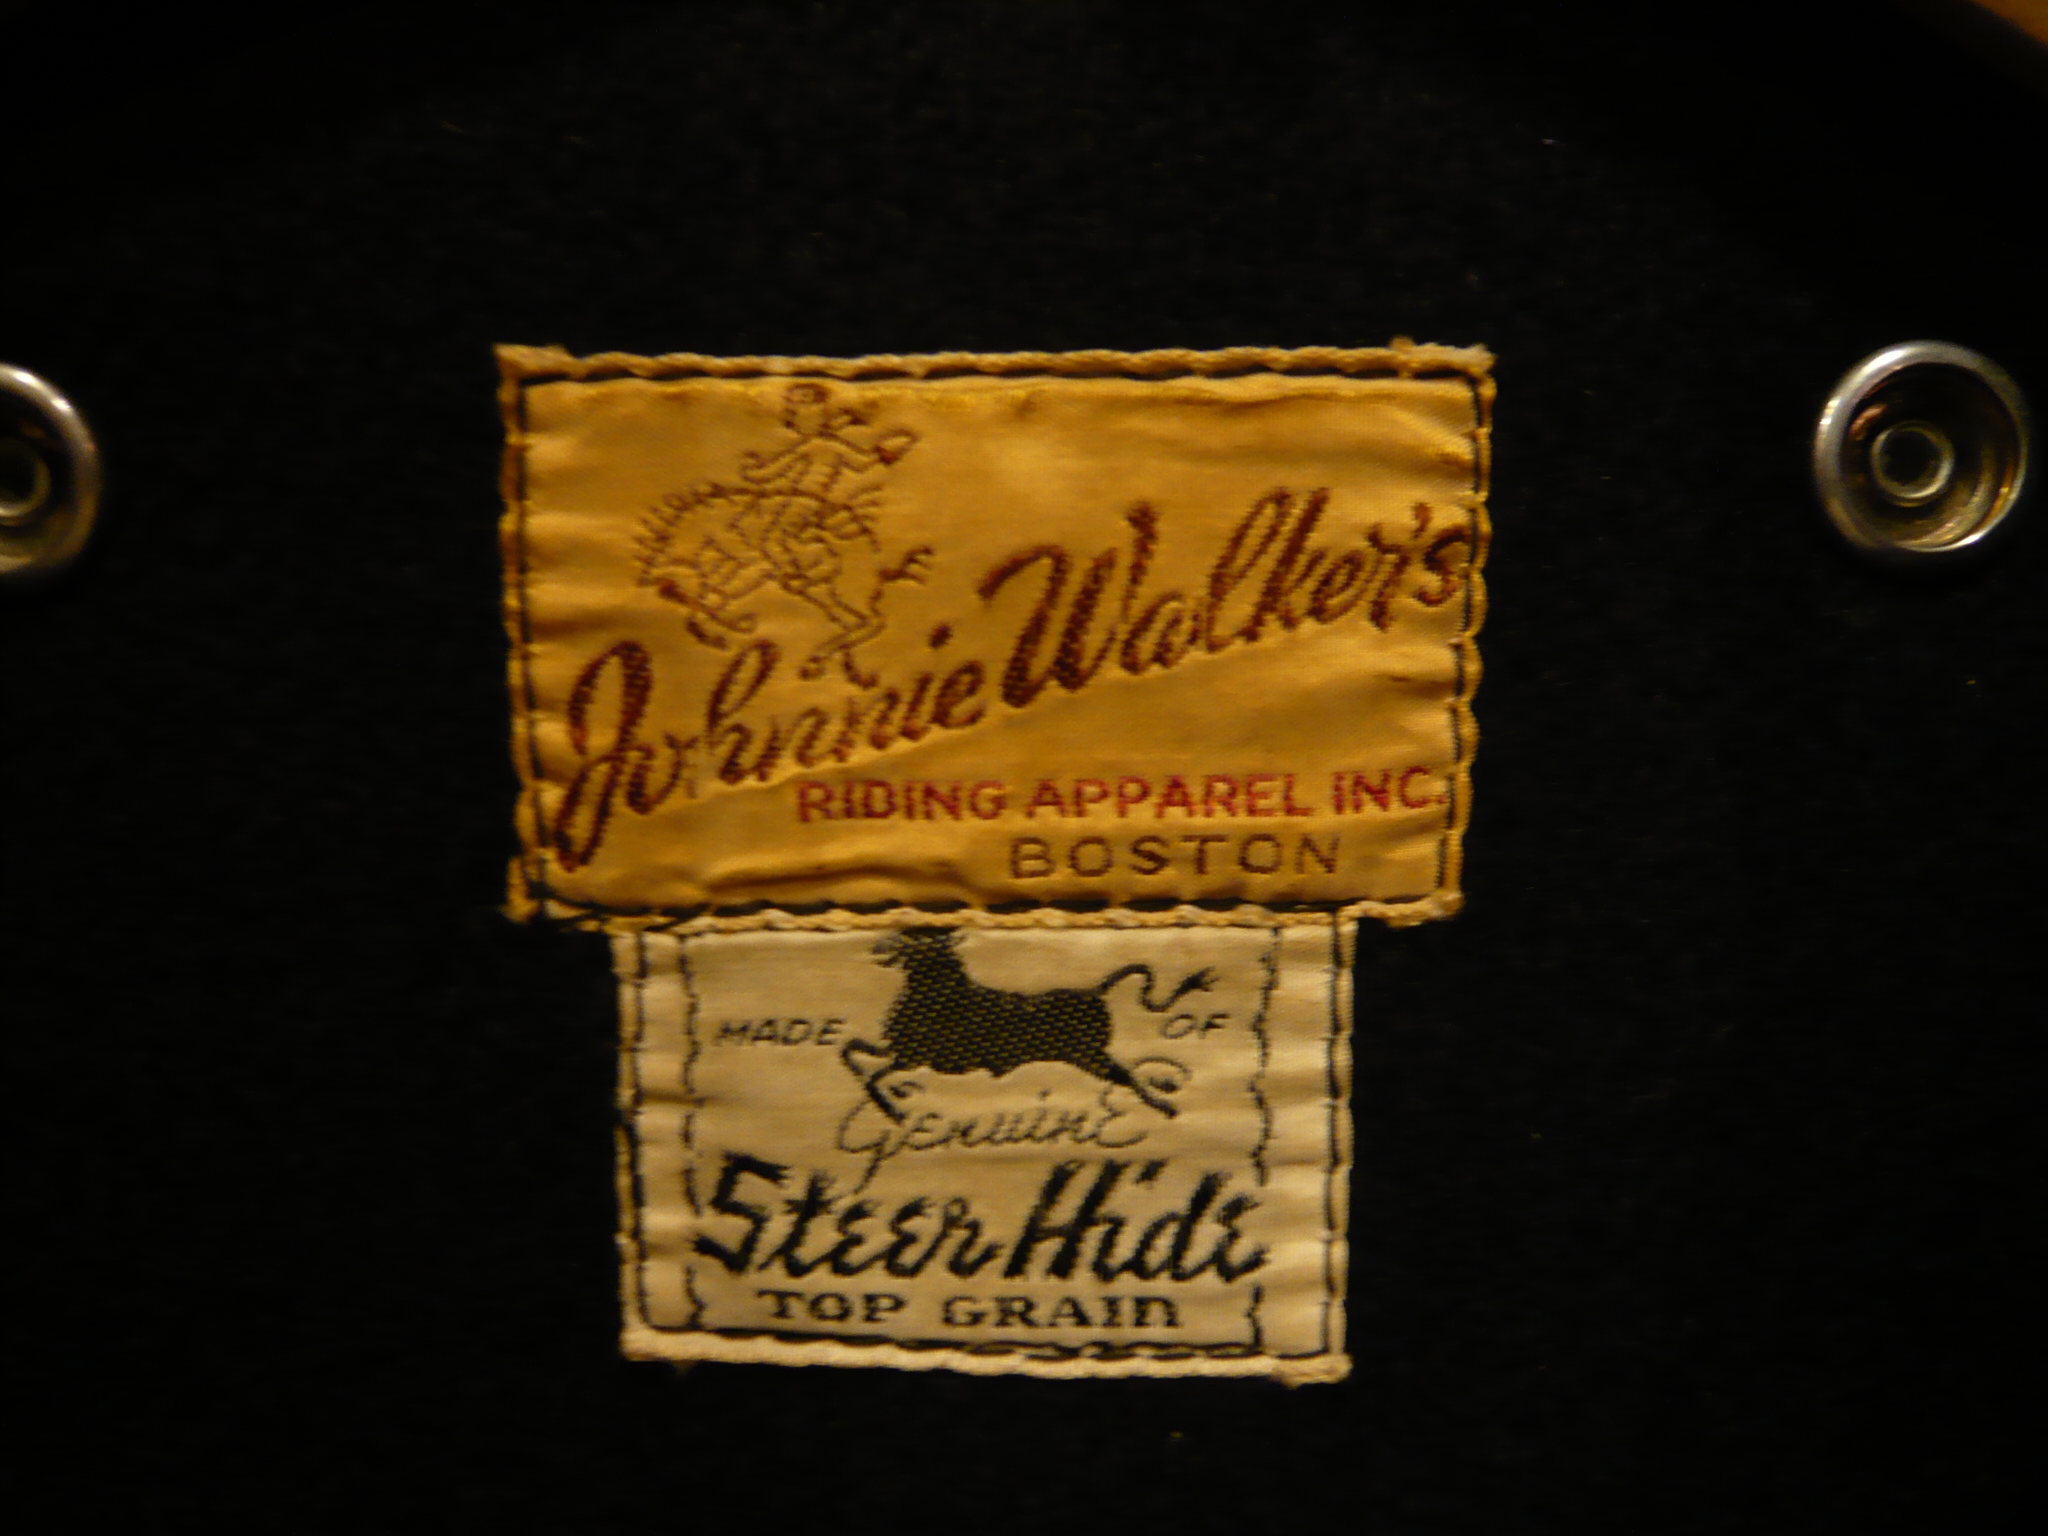 Johnnie Walker's
RIDING APPAREL INC.
BOSTON
MADE OF
Genuine
Steer Hide
TOP GRAIN